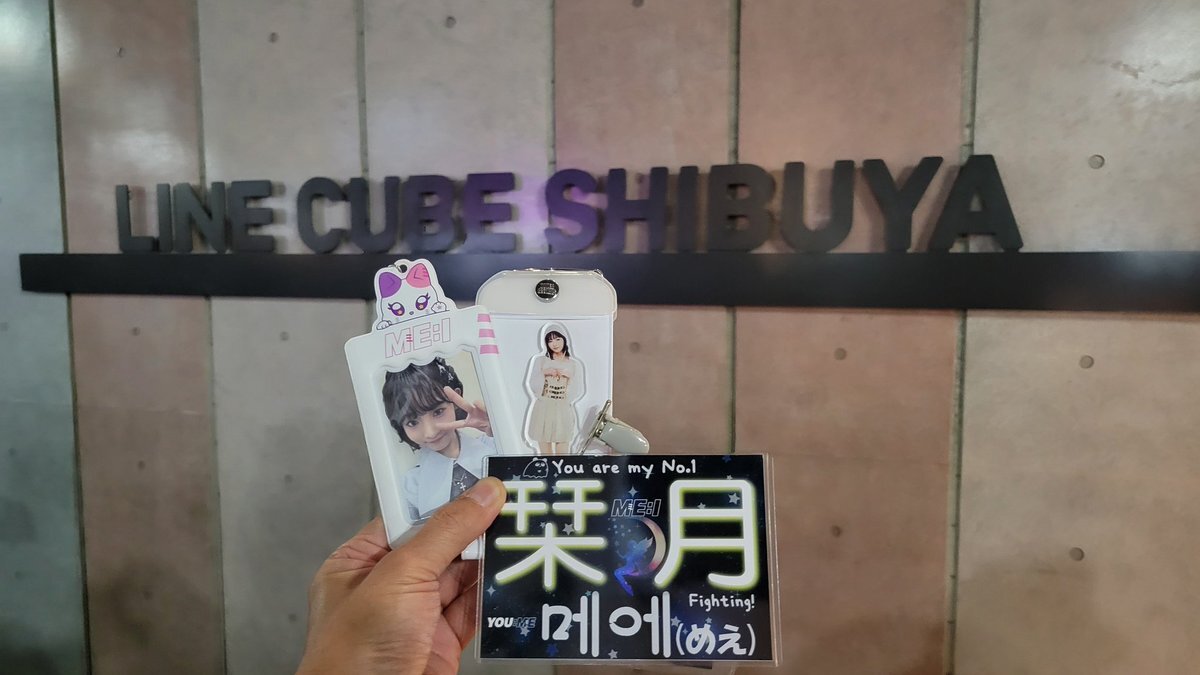 LINE CUBE SHIBUYA
ME:I
You are my No.1
ME:I
栞月
Fighting!
YOU:ME
메에(めえ)